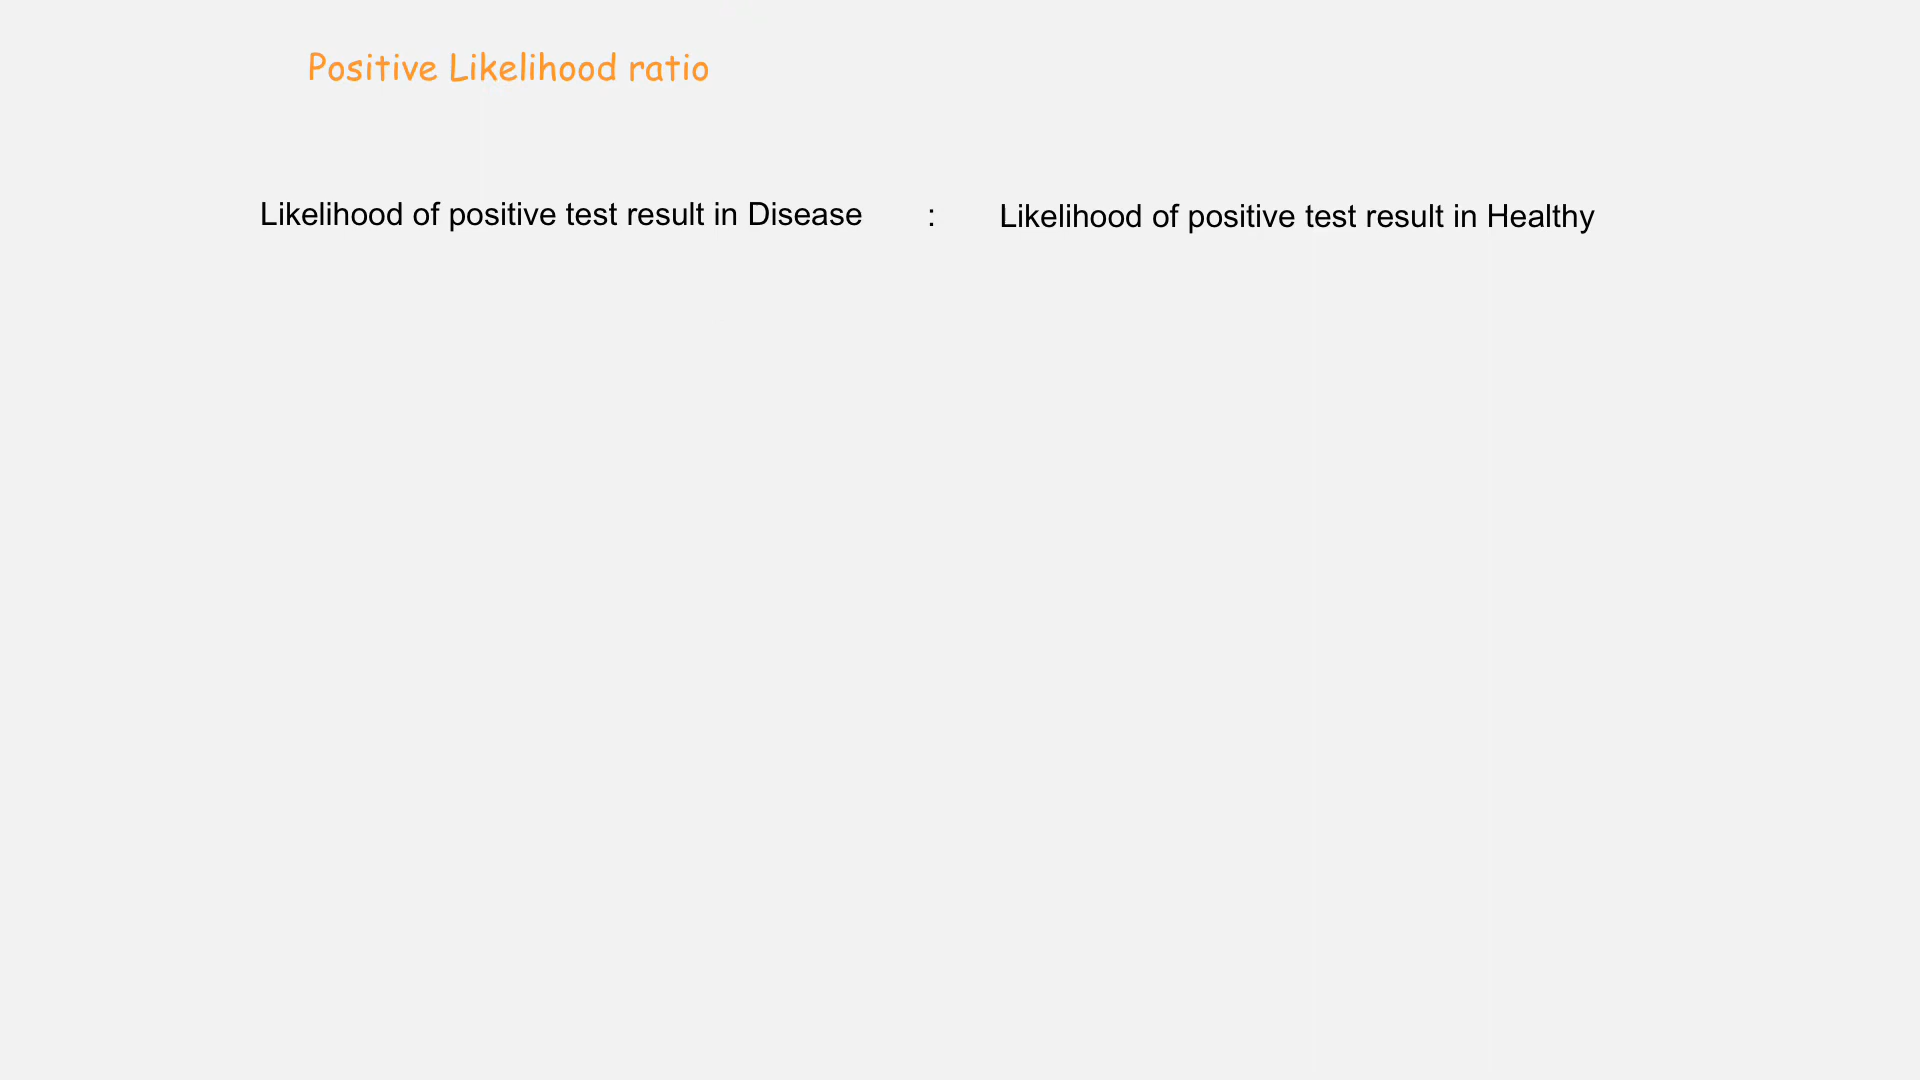 Positive Likelihood ratio
Likelihood of positive test result in Disease : Likelihood of positive test result in Healthy